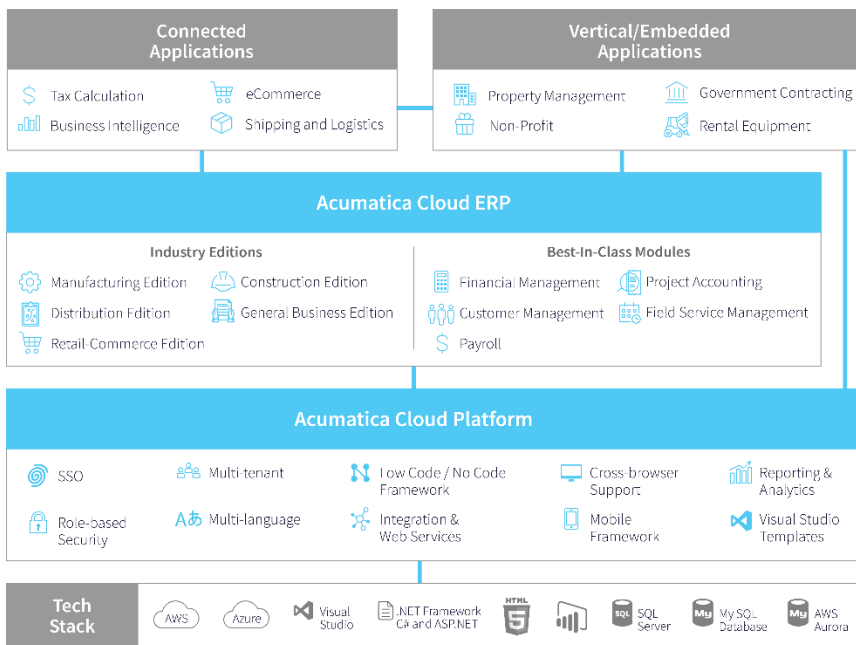 Connected
Applications
Tax Calculation
eCommerce
Business Intelligence
Shipping and Logistics
Vertical/Embedded
Applications
Property Management
Government Contracting
Non-Profit
Rental Equipment
Acumatica Cloud ERP
Industry Editions
Manufacturing Edition
Construction Edition
Distribution Edition
General Business Edition
Retail-Commerce Edition
Best-In-Class Modules
Financial Management
Project Accounting
Customer Management
Field Service Management
Payroll
Acumatica Cloud Platform
SSO
Multi-tenant
Low Code / No Code
Framework
Cross-browser
Support
Reporting &
Analytics
Role-based
Security
Aあ Multi-language
Integration &
Web Services
Mobile
Framework
Visual Studio
Templates
Tech
Stack
AWS
Azure
Visual
Studio
.NET Framework
C# and ASP.NET
HTML
5
SQL
SQL
Server
My
My SQL
Database
My
AWS
Aurora